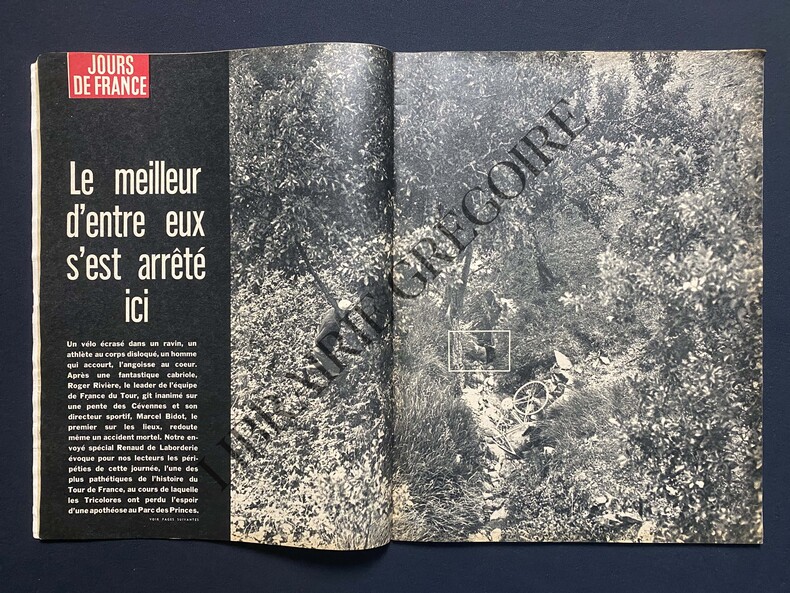 JOURS
DE FRANCE
Le meilleur
d'entre eux
s'est arrêté
ici
Un vélo écrasé dans un ravin, un
athlète au corps disloqué, un homme
qui accourt, l'angoisse au coeur.
Après une fantastique cabriole,
Roger Rivière, le leader de l'équipe
de France du Tour, gît inanimé sur
une pente des Cévennes et son
directeur sportif, Marcel Bidot, le
premier sur les lieux, redoute
même un accident mortel. Notre en-
voyé spécial Renaud de Laborderie
évoque pour nos lecteurs les péri-
péties de cette journée, l'une des
plus pathétiques de l'histoire du
Tour de France, au cours de laquelle
les Tricolores ont perdu l'espoir
d'une apothéose au Parc des Princes.
VOIR PAGES SUIVANTES
LIBRAIRIE GRÉGOIRE